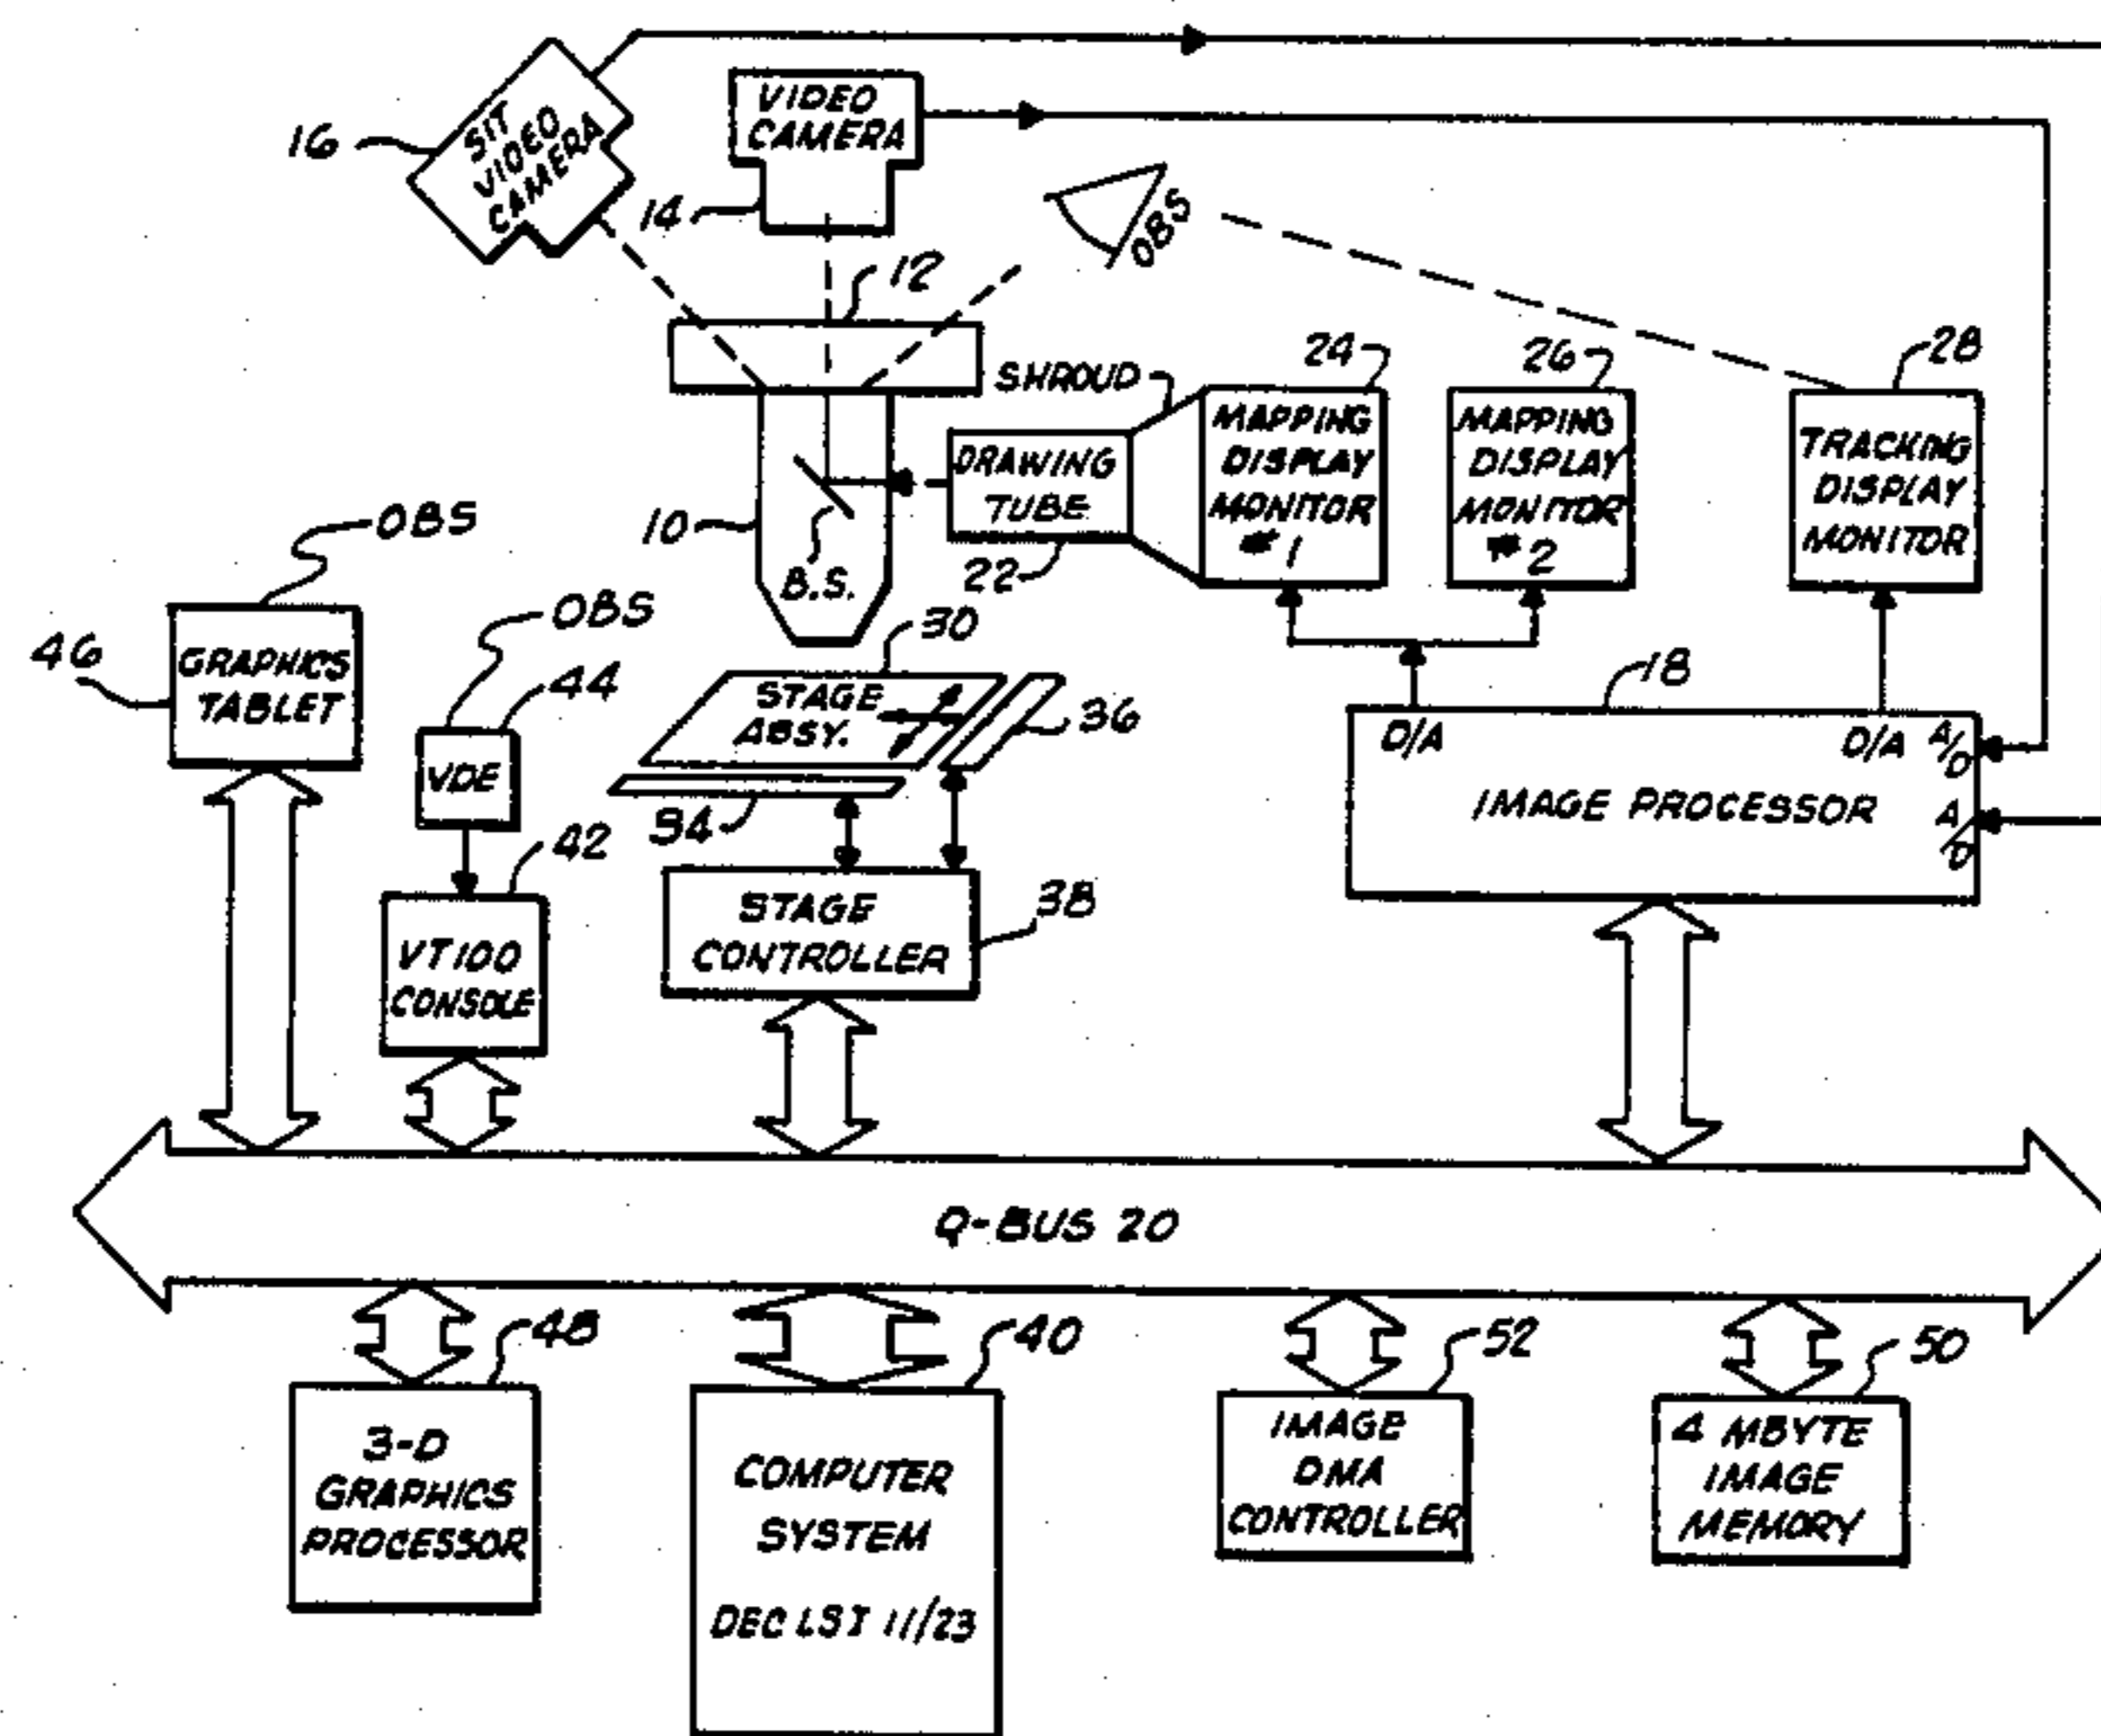 16
SIT
VIDEO
CAMERA
VIDEO
CAMERA
14
OBS
12
SHROUD
24
26
28
DRAWING
TUBE
22
MAPPING
DISPLAY
MONITOR
#1
MAPPING
DISPLAY
MONITOR
#2
TRACKING
DISPLAY
MONITOR
10
B.S.
OBS
46
GRAPHICS
TABLET
OBS
44
VDE
42
VT100
CONSOLE
30
STAGE
ASSY.
36
34
STAGE
CONTROLLER
38
18
D/A
D/A
A/D
IMAGE PROCESSOR
A/D
Q-BUS 20
48
3-D
GRAPHICS
PROCESSOR
40
COMPUTER
SYSTEM
DEC LSI 11/23
52
IMAGE
DMA
CONTROLLER
50
4 MBYTE
IMAGE
MEMORY